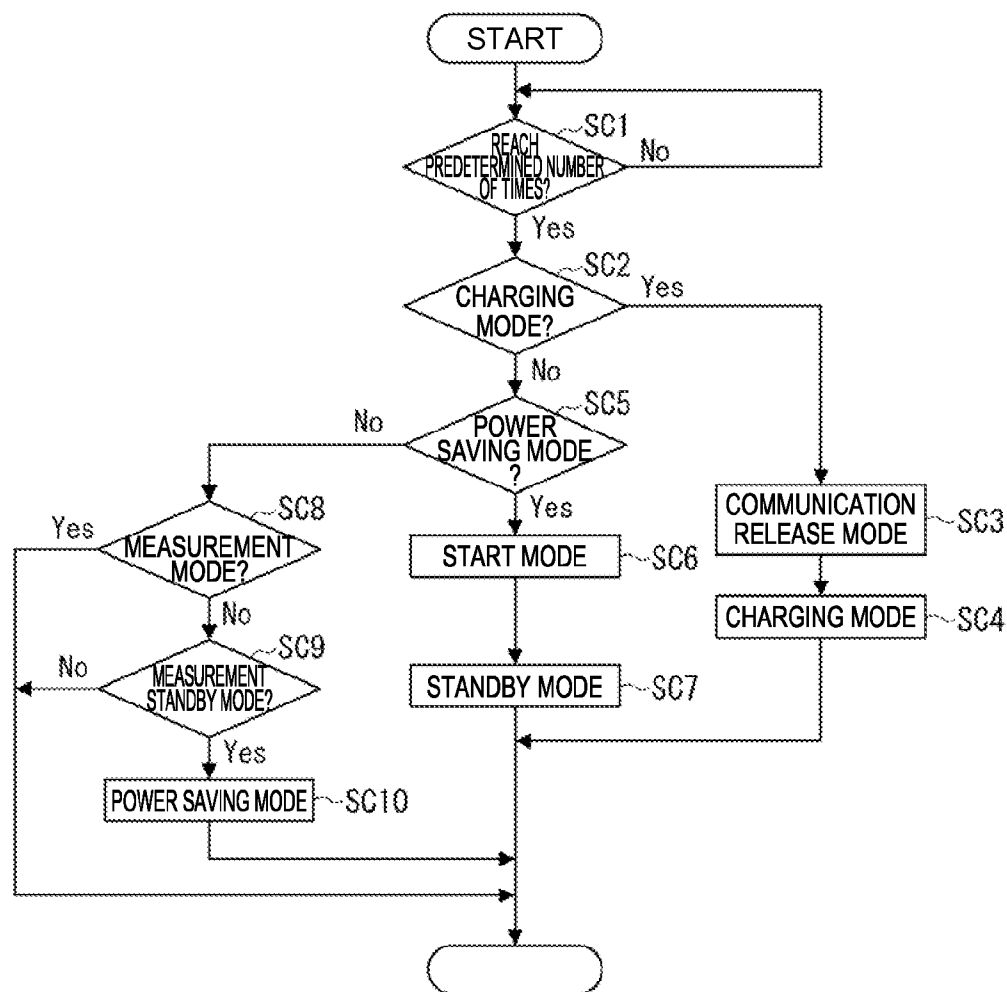 START
SC1
REACH
PREDETERMINED NUMBER
OF TIMES?
No
Yes
SC2
CHARGING
MODE?
Yes
No
SC5
POWER
SAVING MODE
?
No
Yes
SC8
MEASUREMENT
MODE?
Yes
No
START MODE
SC6
COMMUNICATION
RELEASE MODE
SC3
CHARGING MODE
SC4
SC9
MEASUREMENT
STANDBY MODE?
No
Yes
STANDBY MODE
SC7
POWER SAVING MODE
SC10